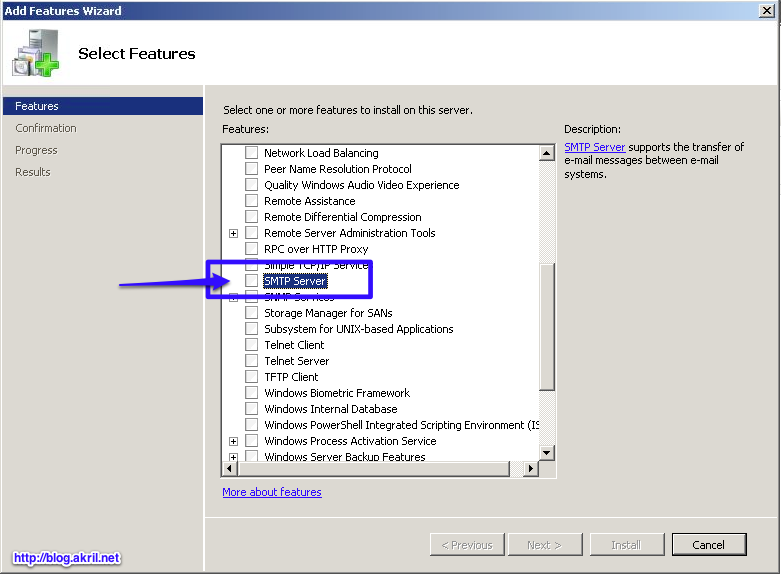 Add Features Wizard
Select Features
Features
Confirmation
Progress
Results
Select one or more features to install on this server.
Features:
Network Load Balancing
Peer Name Resolution Protocol
Quality Windows Audio Video Experience
Remote Assistance
Remote Differential Compression
Remote Server Administration Tools
RPC over HTTP Proxy
Simple TCP/IP Service
SMTP Server
SNMP Services
Storage Manager for SANs
Subsystem for UNIX-based Applications
Telnet Client
Telnet Server
TFTP Client
Windows Biometric Framework
Windows Internal Database
Windows PowerShell Integrated Scripting Environment (IS
Windows Process Activation Service
Windows Server Backup Features
More about features
Description:
SMTP Server supports the transfer of
e-mail messages between e-mail
systems.
< Previous
Next >
Install
Cancel
http://blog.akril.net